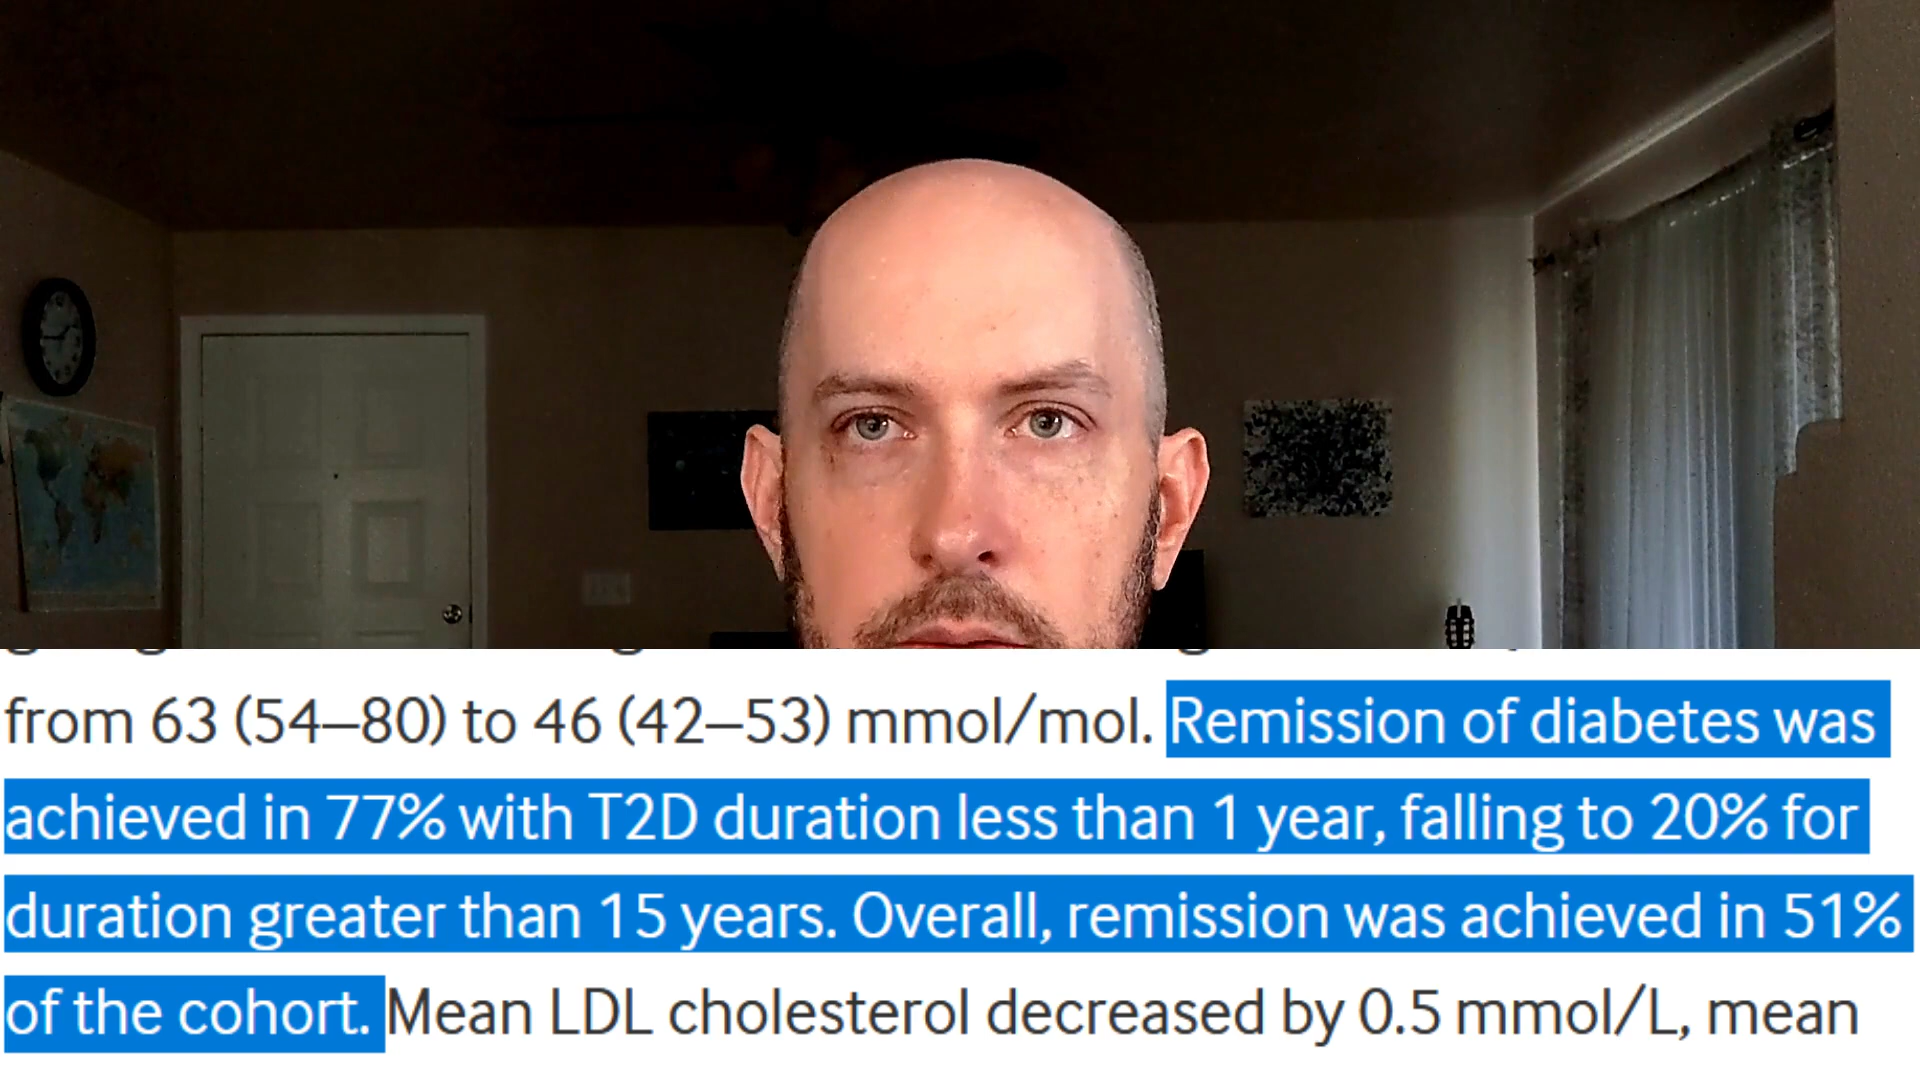 from 63 (54–80) to 46 (42–53) mmol/mol. Remission of diabetes was
achieved in 77% with T2D duration less than 1 year, falling to 20% for
duration greater than 15 years. Overall, remission was achieved in 51%
of the cohort. Mean LDL cholesterol decreased by 0.5 mmol/L, mean